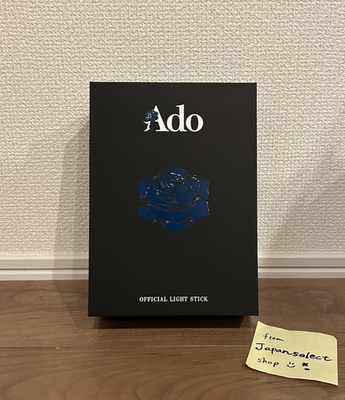 Ado
OFFICIAL LIGHT STICK
from
Japanselect
shop